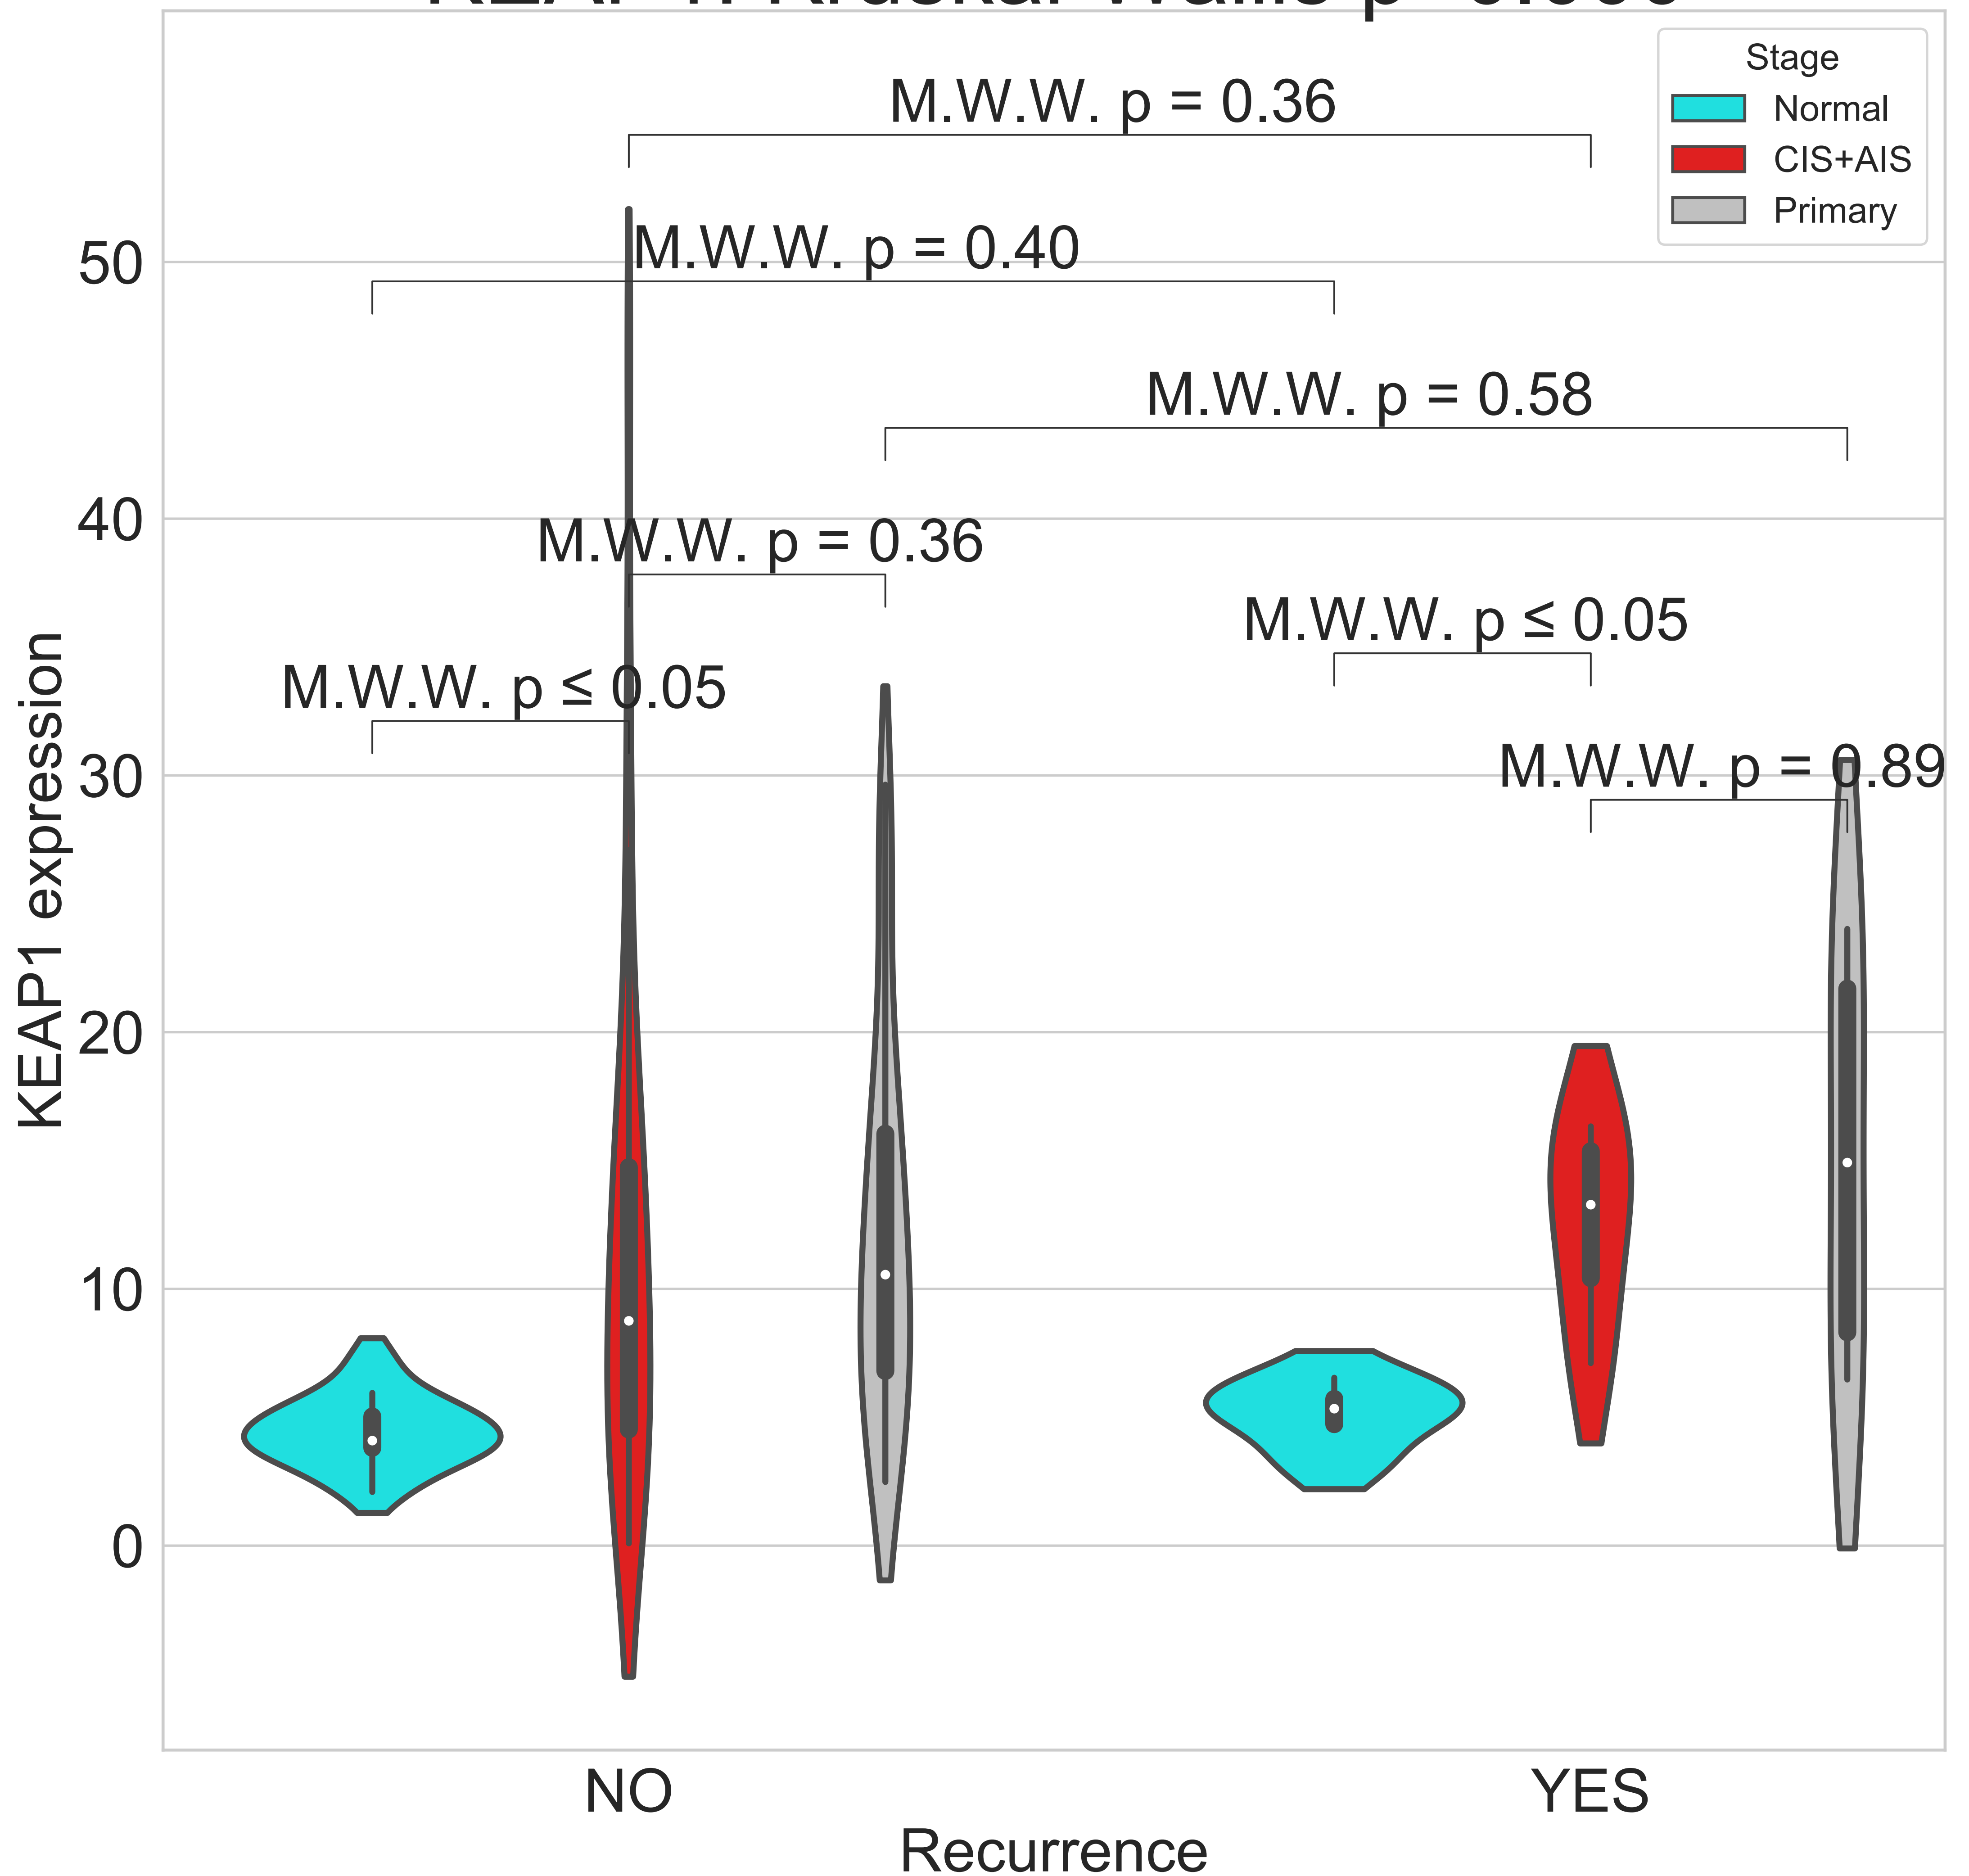 Stage
Normal
CIS+AIS
Primary
M.W.W. p = 0.36
M.W.W. p = 0.40
M.W.W. p = 0.58
M.W.W. p = 0.36
M.W.W. p ≤ 0.05
M.W.W. p ≤ 0.05
M.W.W. p = 0.89
KEAP1 expression
50
40
30
20
10
0
NO
YES
Recurrence